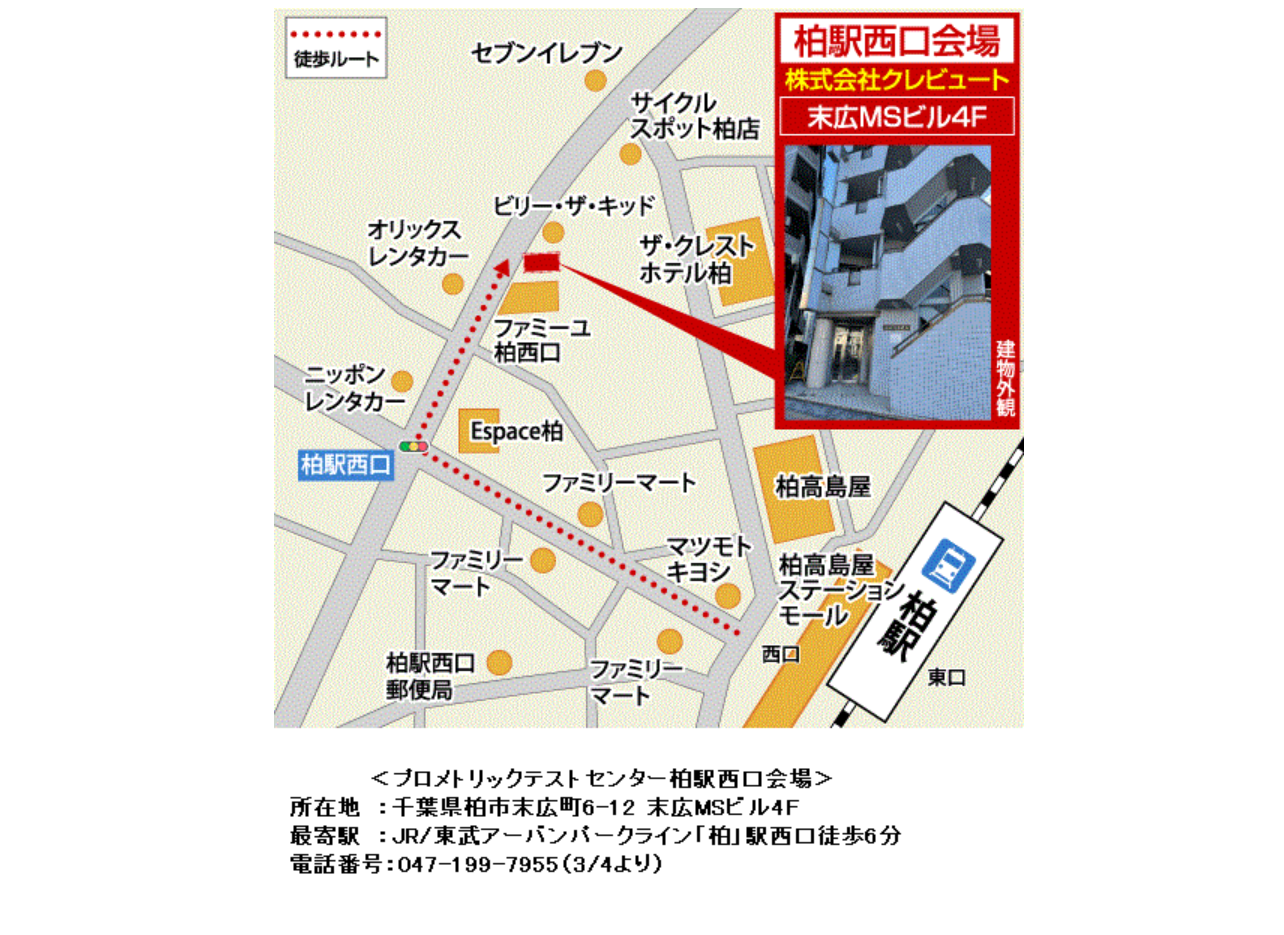 徒歩ルート
セブンイレブン
サイクル
スポット柏店
柏駅西口会場
株式会社クレビュート
末広MSビル4F
建物外観
ビリー・ザ・キッド
オリックス
レンタカー
ザ・クレスト
ホテル柏
ファミーユ
柏西口
ニッポン
レンタカー
Espace柏
柏駅西口
ファミリーマート
柏高島屋
ファミリー
マート
マツモト
キヨシ
柏高島屋
ステーション
モール
柏駅
西口
東口
柏駅西口
郵便局
ファミリー
マート
＜プロメトリックテストセンター柏駅西口会場＞
所在地 ：千葉県柏市末広町6-12 末広MSビル4F
最寄駅 ：JR/東武アーバンパークライン「柏」駅西口徒歩6分
電話番号：047-199-7955（3/4より）